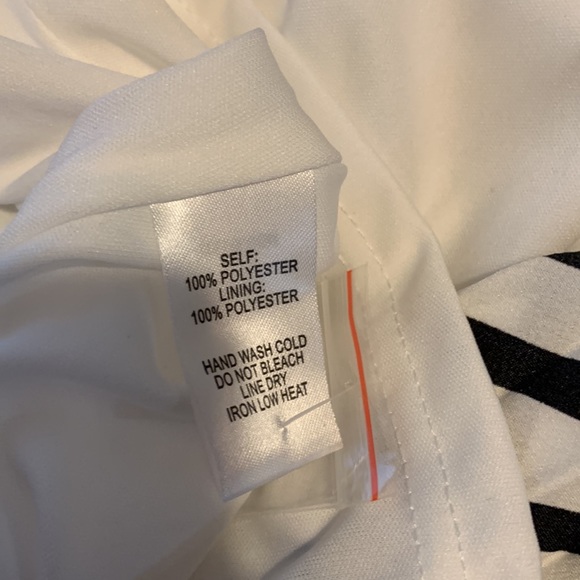 SELF:
100% POLYESTER
LINING:
100% POLYESTER
HAND WASH COLD
DO NOT BLEACH
LINE DRY
IRON LOW HEAT